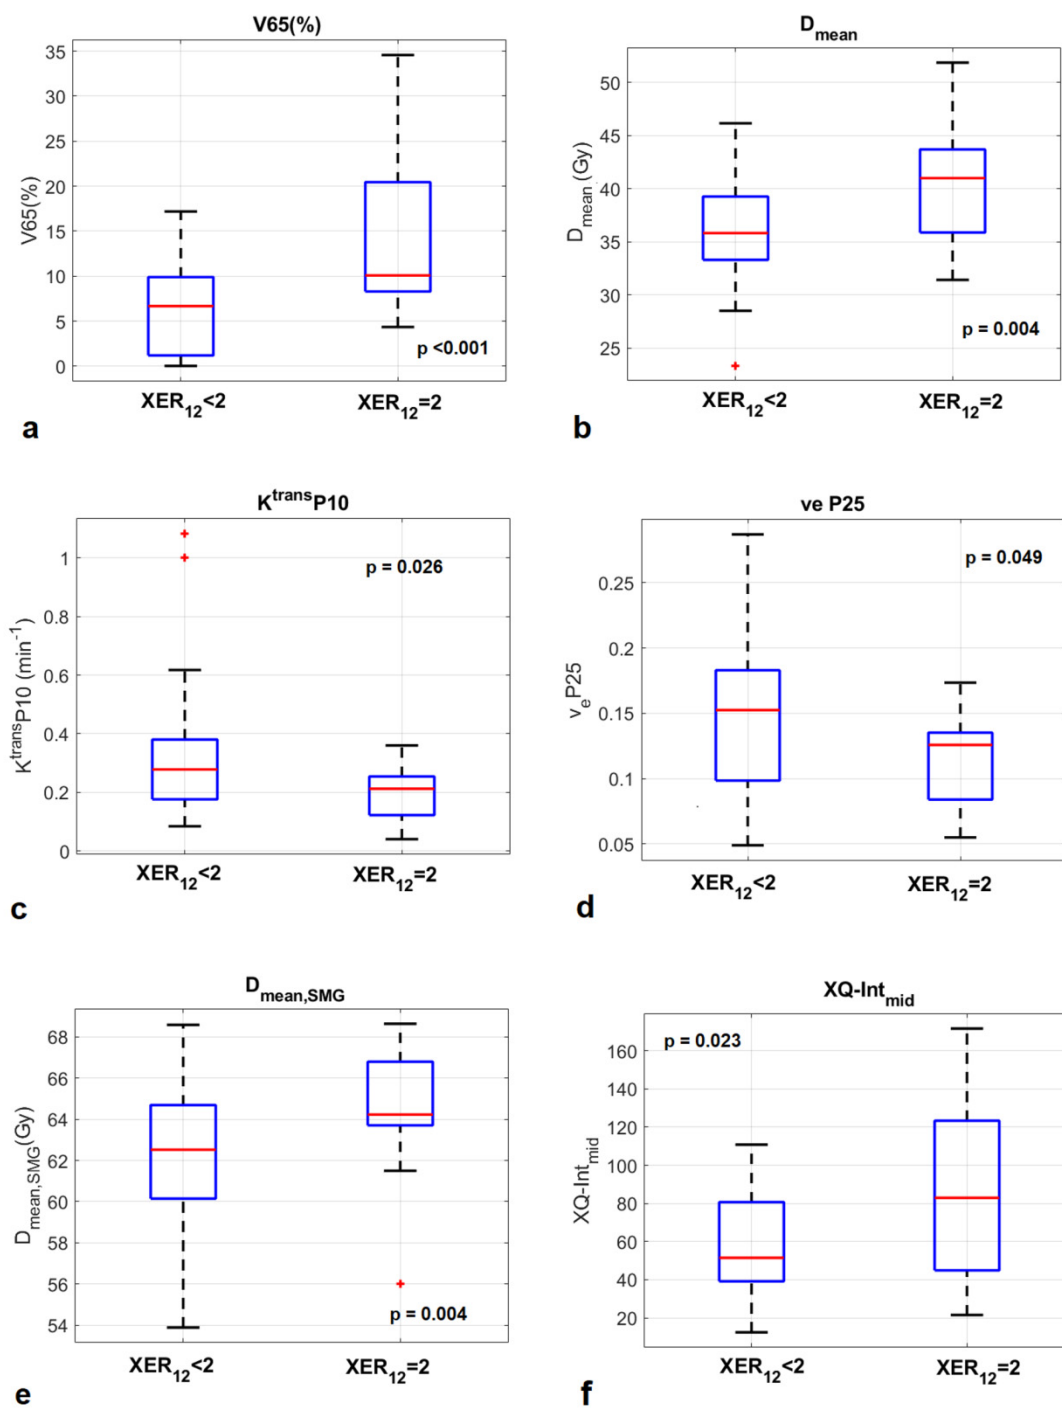 V65(%)
V65(%)
35
30
25
20
15
10
5
0
p <0.001
XER12<2
XER12=2
a
Dmean
Dmean (Gy)
50
45
40
35
30
25
p = 0.004
XER12<2
XER12=2
b
KtransP10
KtransP10 (min-1)
1
0.8
0.6
0.4
0.2
0
p = 0.026
XER12<2
XER12=2
c
ve P25
veP25
0.25
0.2
0.15
0.1
0.05
p = 0.049
XER12<2
XER12=2
d
Dmean,SMG
Dmean,SMG(Gy)
68
66
64
62
60
58
56
54
p = 0.004
XER12<2
XER12=2
e
XQ-Intmid
XQ-Intmid
160
140
120
100
80
60
40
20
p = 0.023
XER12<2
XER12=2
f